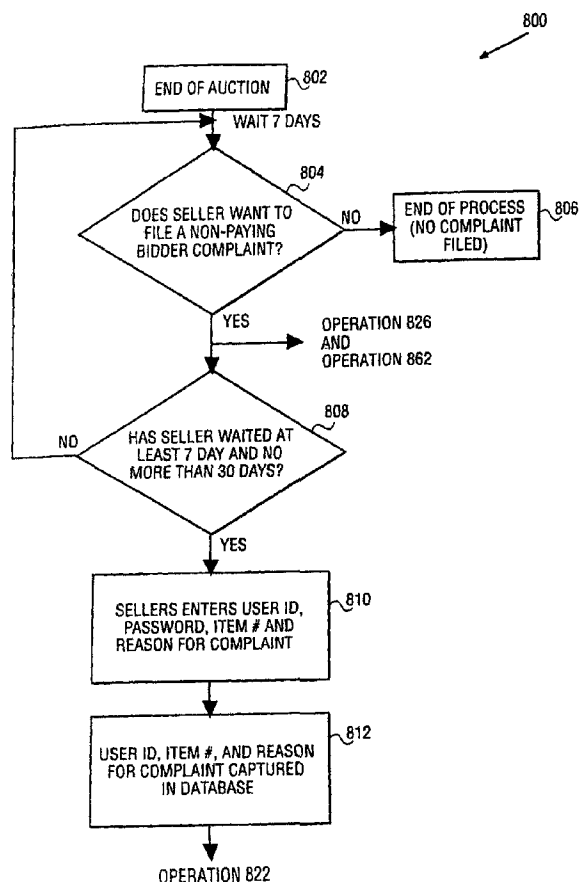 800
END OF AUCTION
802
WAIT 7 DAYS
804
DOES SELLER WANT TO
FILE A NON-PAYING
BIDDER COMPLAINT?
NO
END OF PROCESS
(NO COMPLAINT
FILED)
806
YES
OPERATION 826
AND
OPERATION 862
808
NO
HAS SELLER WAITED AT
LEAST 7 DAY AND NO
MORE THAN 30 DAYS?
YES
SELLERS ENTERS USER ID,
PASSWORD, ITEM # AND
REASON FOR COMPLAINT
810
USER ID, ITEM #, AND REASON
FOR COMPLAINT CAPTURED
IN DATABASE
812
OPERATION 822